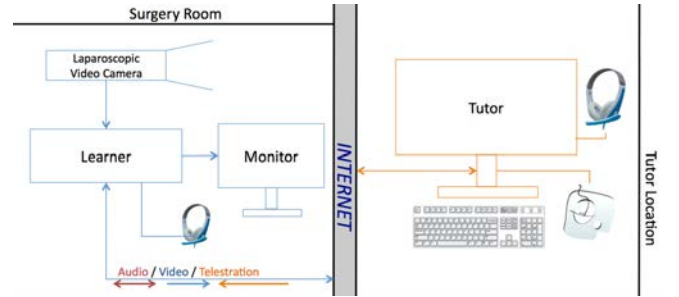 Surgery Room
Laparoscopic
Video Camera
Learner
Monitor
Audio / Video / Telestration
INTERNET
Tutor
Tutor Location